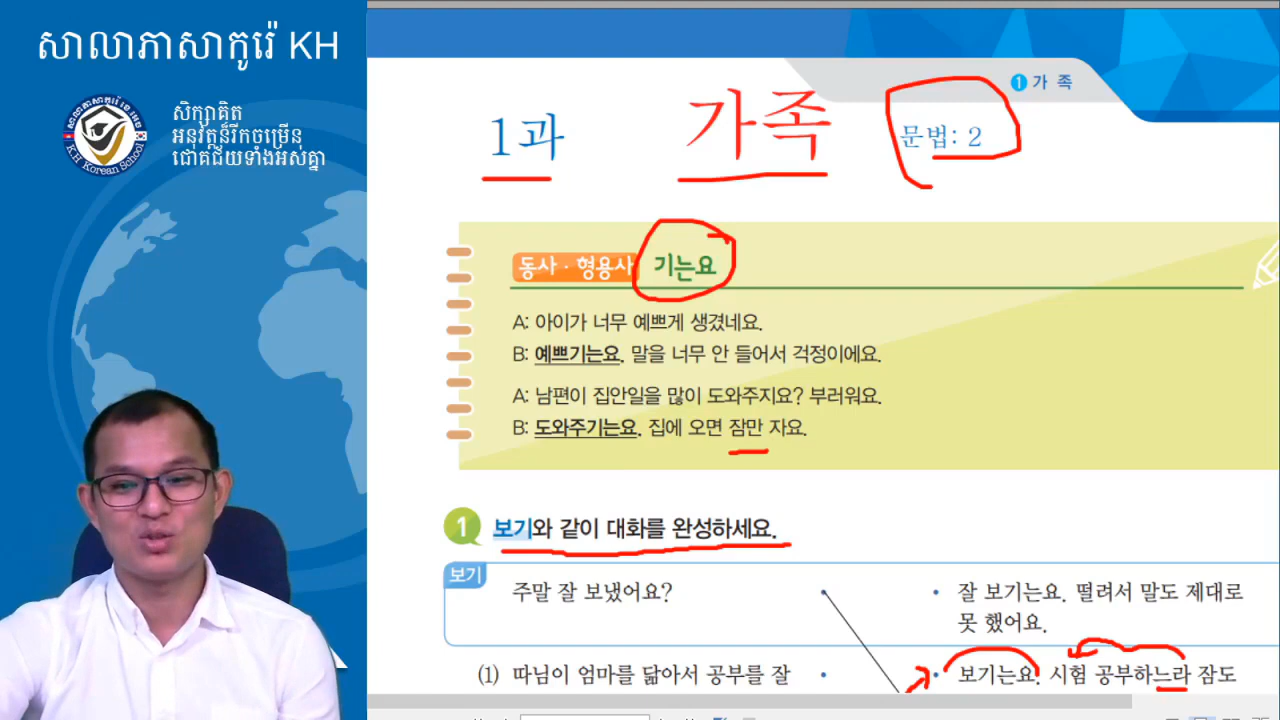 សាលាភាសាកូរ៉េ KH
សិក្សាគិត
អនុវត្តន៏រីកចម្រើន
ជោគជ័យទាំងអស់គ្នា
K.H Korean School
1 가 족
1과 가족 문법: 2
동사 · 형용사 기는요
A: 아이가 너무 예쁘게 생겼네요.
B: 예쁘기는요. 말을 너무 안 들어서 걱정이에요.
A: 남편이 집안일을 많이 도와주지요? 부러워요.
B: 도와주기는요. 집에 오면 잠만 자요.
1 보기와 같이 대화를 완성하세요.
보기
주말 잘 보냈어요? • • 잘 보기는요. 떨려서 말도 제대로
못 했어요.
(1) 따님이 엄마를 닮아서 공부를 잘 • • 보기는요. 시험 공부하느라 잠도